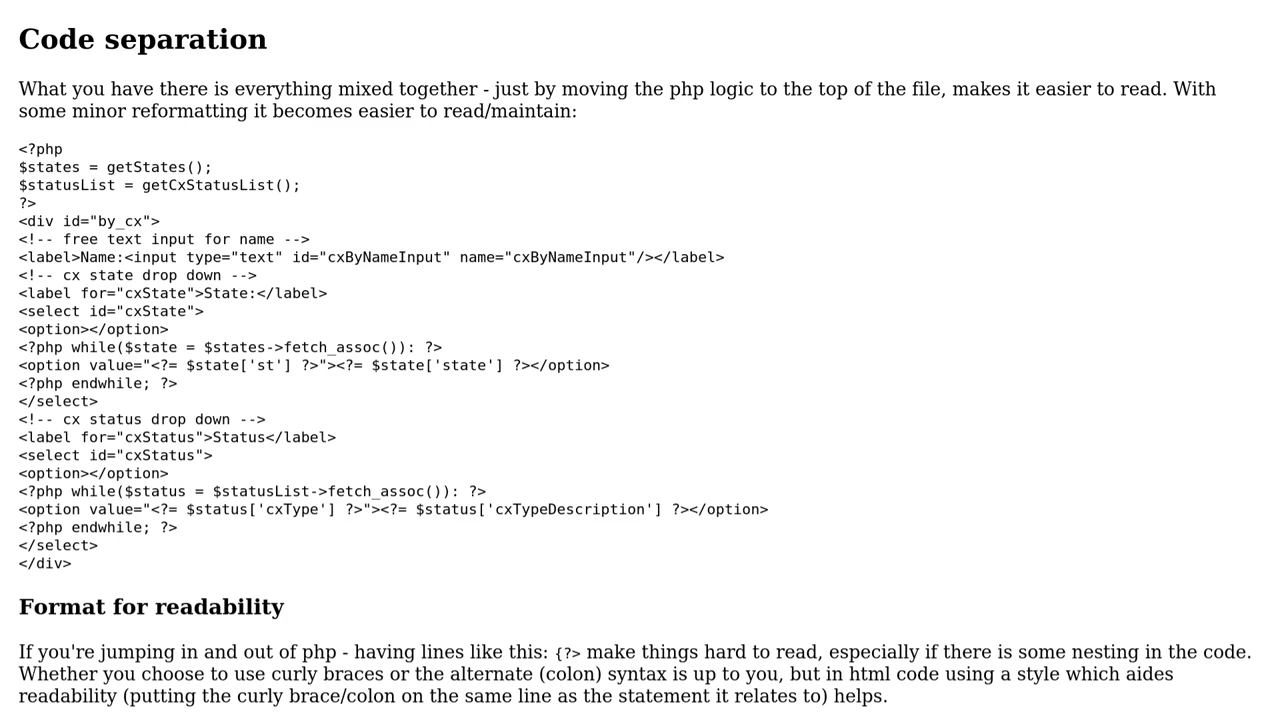 Code separation
What you have there is everything mixed together - just by moving the php logic to the top of the file, makes it easier to read. With
some minor reformatting it becomes easier to read/maintain:
<?php
$states = getStates();
$statusList = getCxStatusList();
?>
<div id="by_cx">
<!-- free text input for name -->
<label>Name:<input type="text" id="cxByNameInput" name="cxByNameInput"/></label>
<!-- cx state drop down -->
<label for="cxState">State:</label>
<select id="cxState">
<option></option>
<?php while($state = $states->fetch_assoc()): ?>
<option value="<?= $state['st'] ?>"><?= $state['state'] ?></option>
<?php endwhile; ?>
</select>
<!-- cx status drop down -->
<label for="cxStatus">Status</label>
<select id="cxStatus">
<option></option>
<?php while($status = $statusList->fetch_assoc()): ?>
<option value="<?= $status['cxType'] ?>"><?= $status['cxTypeDescription'] ?></option>
<?php endwhile; ?>
</select>
</div>
Format for readability
If you're jumping in and out of php - having lines like this: {?> make things hard to read, especially if there is some nesting in the code.
Whether you choose to use curly braces or the alternate (colon) syntax is up to you, but in html code using a style which aides
readability (putting the curly brace/colon on the same line as the statement it relates to) helps.